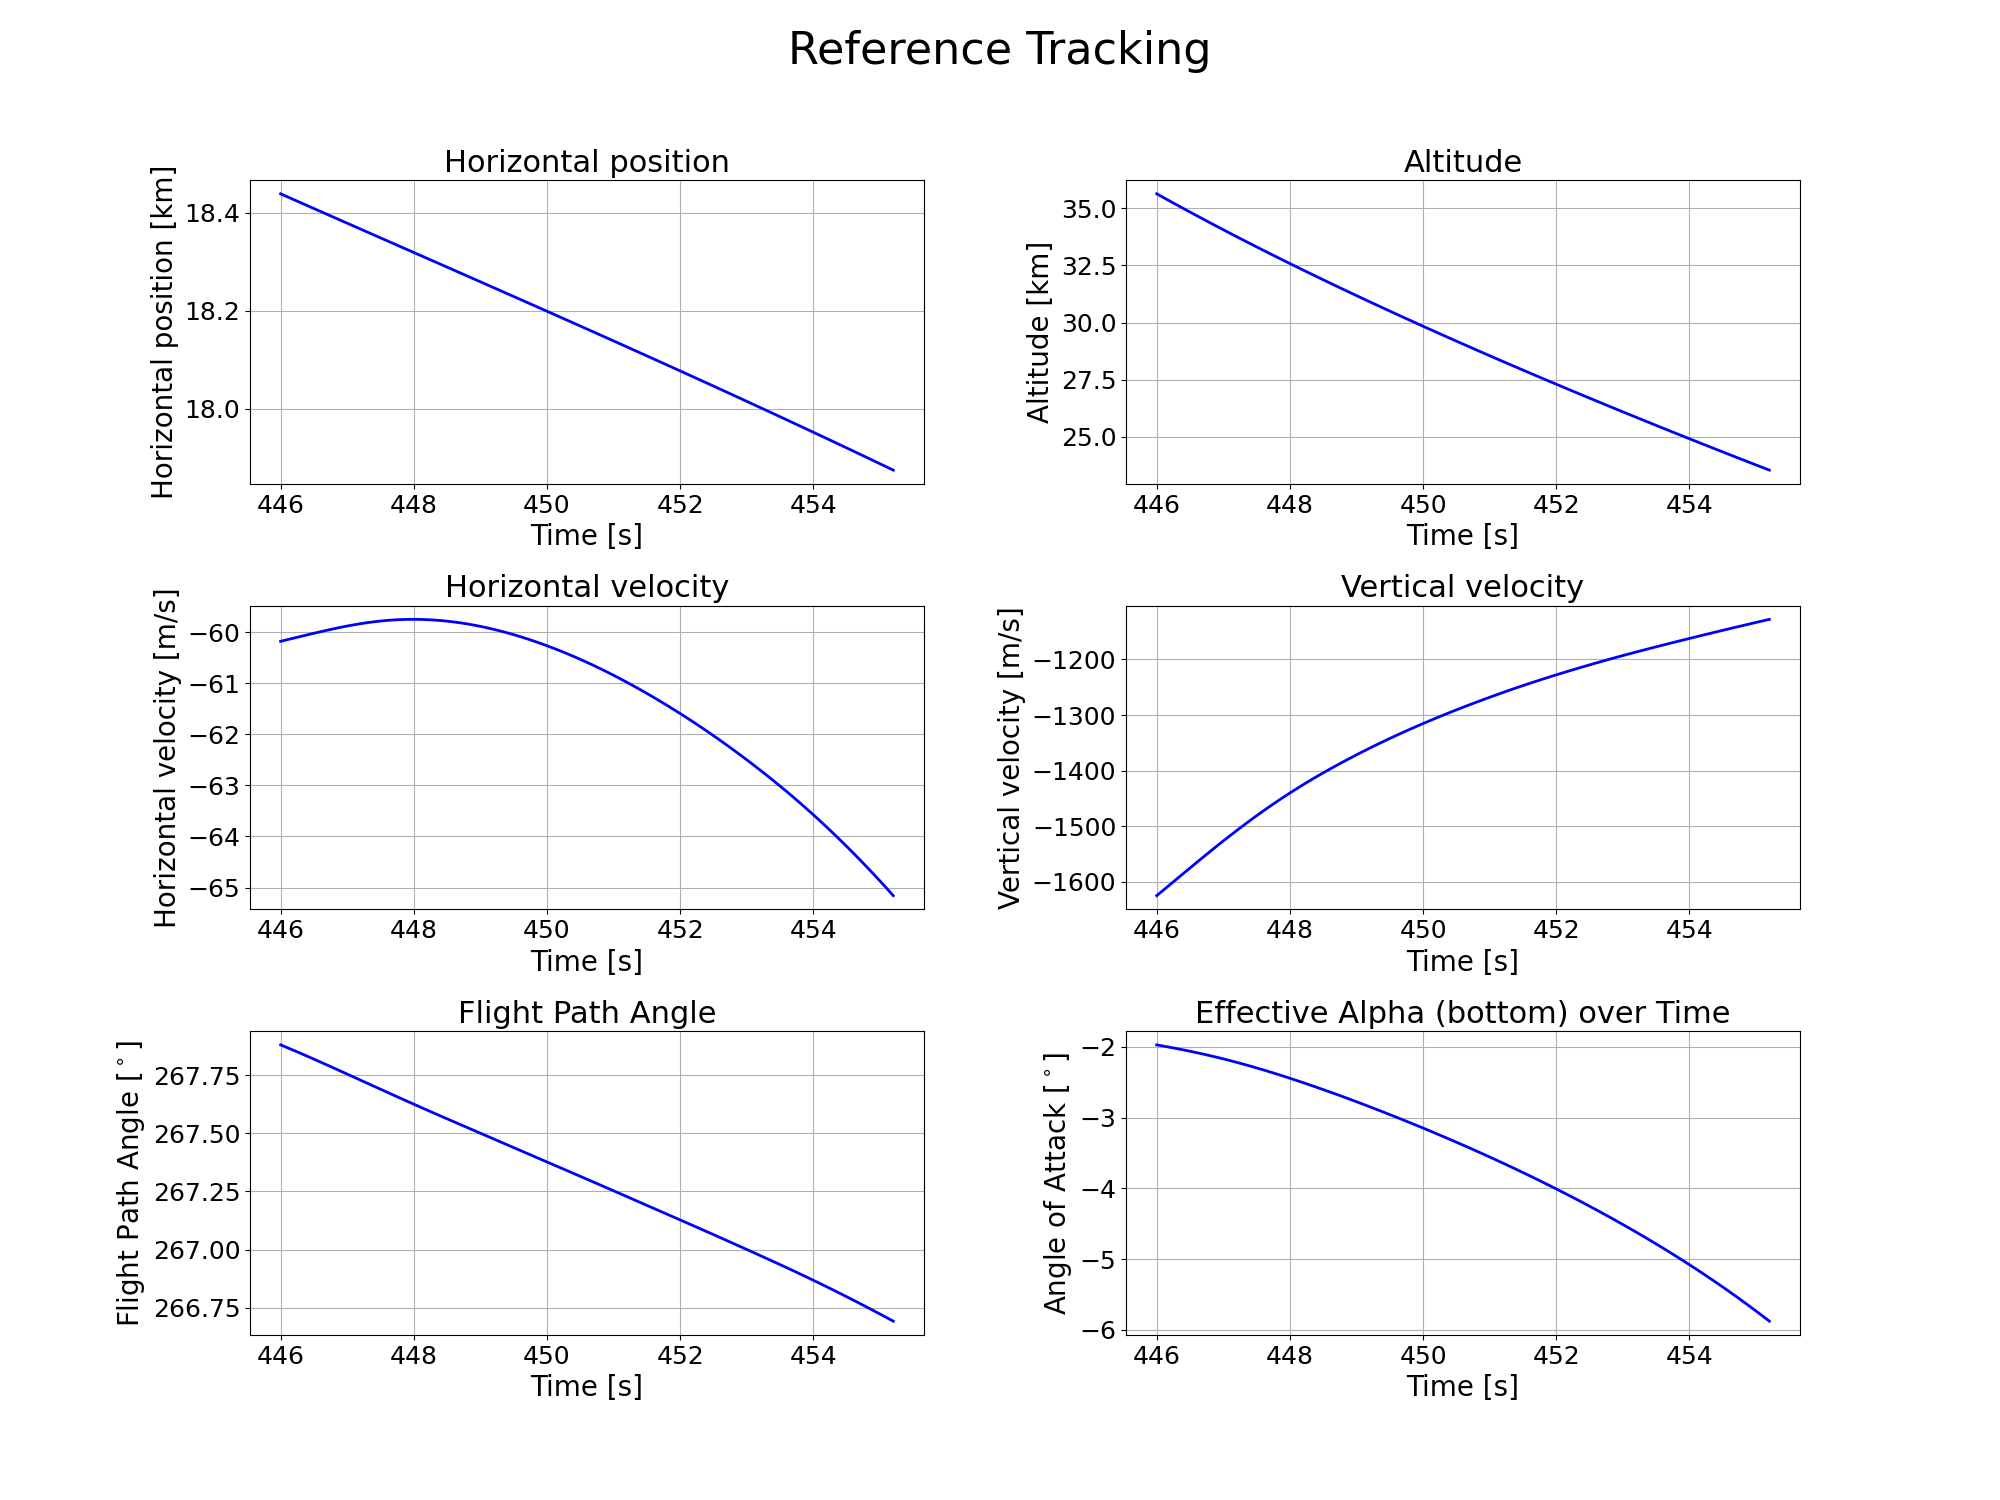 Reference Tracking
Horizontal position
Horizontal position [km]
18.4
18.2
18.0
446 448 450 452 454
Time [s]
Altitude
Altitude [km]
35.0
32.5
30.0
27.5
25.0
446 448 450 452 454
Time [s]
Horizontal velocity
Horizontal velocity [m/s]
−60
−61
−62
−63
−64
−65
446 448 450 452 454
Time [s]
Vertical velocity
Vertical velocity [m/s]
−1200
−1300
−1400
−1500
−1600
446 448 450 452 454
Time [s]
Flight Path Angle
Flight Path Angle [°]
267.75
267.50
267.25
267.00
266.75
446 448 450 452 454
Time [s]
Effective Alpha (bottom) over Time
Angle of Attack [°]
−2
−3
−4
−5
−6
446 448 450 452 454
Time [s]